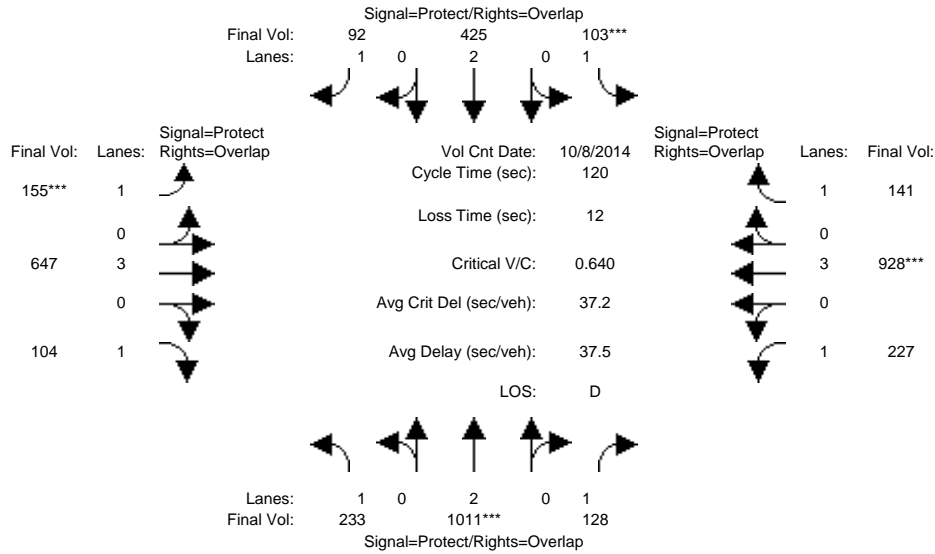 Signal=Protect/Rights=Overlap
Final Vol: 92 425 103***
Lanes: 1 0 2 0 1
Signal=Protect Signal=Protect
Final Vol: Lanes: Rights=Overlap Vol Cnt Date: 10/8/2014 Rights=Overlap Lanes: Final Vol:
Cycle Time (sec): 120
155*** 1 1 141
Loss Time (sec): 12
0 0
647 3 Critical V/C: 0.640 3 928***
0 Avg Crit Del (sec/veh): 37.2 0
104 1 Avg Delay (sec/veh): 37.5 1 227
LOS: D
Lanes: 1 0 2 0 1
Final Vol: 233 1011*** 128
Signal=Protect/Rights=Overlap